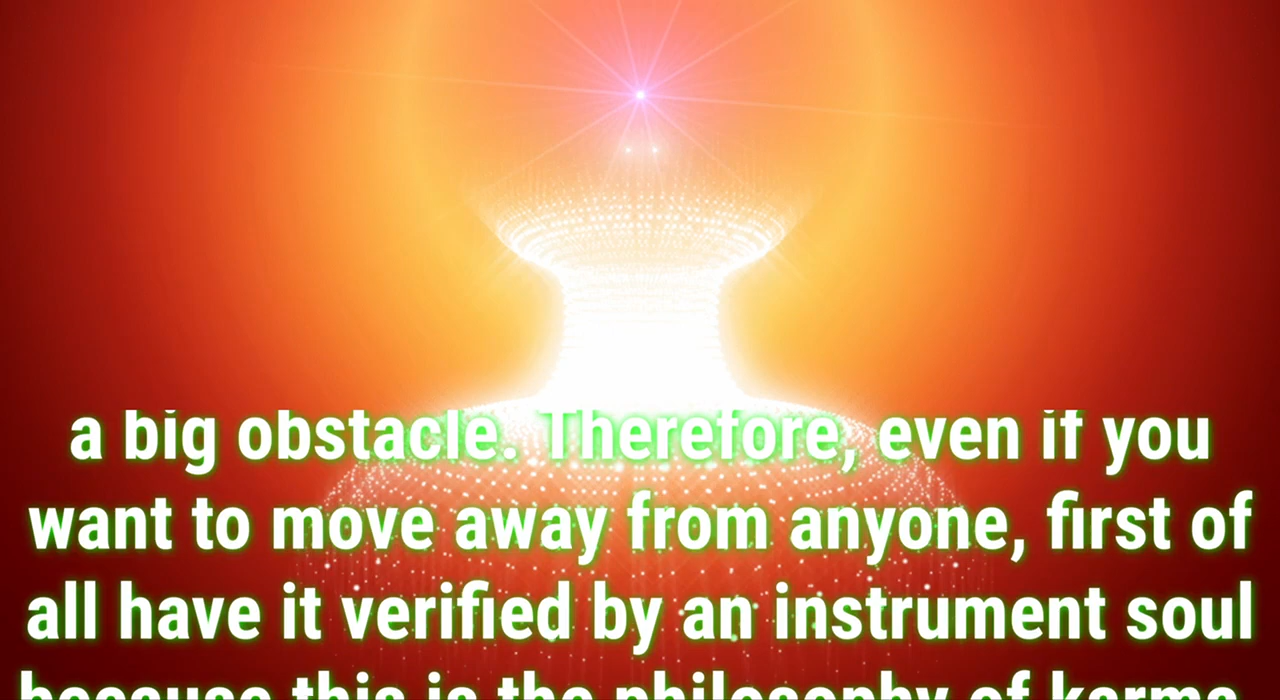 a big obstacle. Therefore, even if you
want to move away from anyone, first of
all have it verified by an instrument soul
because this is the philosophy of karma.